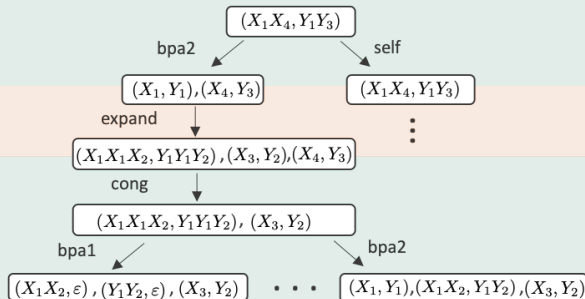 (X₁X₄, Y₁Y₃)
bpa2 self
(X₁, Y₁),(X₄, Y₃) (X₁X₄, Y₁Y₃)
expand
(X₁X₁X₂, Y₁Y₁Y₂),(X₃, Y₂),(X₄, Y₃)
cong
(X₁X₁X₂, Y₁Y₁Y₂), (X₃, Y₂)
bpa1 bpa2
(X₁X₂, ε),(Y₁Y₂, ε),(X₃, Y₂) · · · (X₁, Y₁),(X₁X₂, Y₁Y₂),(X₃, Y₂)